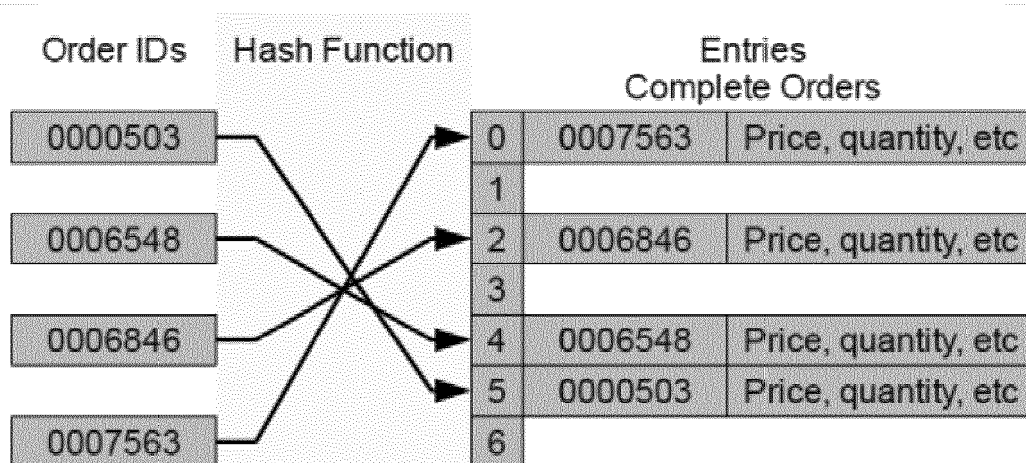 Order IDs Hash Function Entries
Complete Orders
0000503 0 0007563 Price, quantity, etc
1
0006548 2 0006846 Price, quantity, etc
3
0006846 4 0006548 Price, quantity, etc
5 0000503 Price, quantity, etc
0007563 6